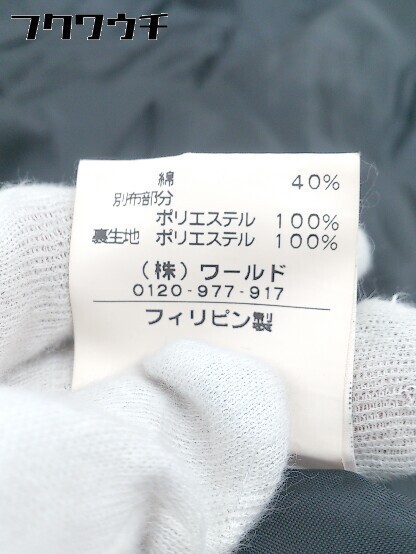 フクウウチ
綿 40%
別布部分
ポリエステル 100%
裏生地 ポリエステル 100%
(株) ワールド
0120-977-917
フィリピン製